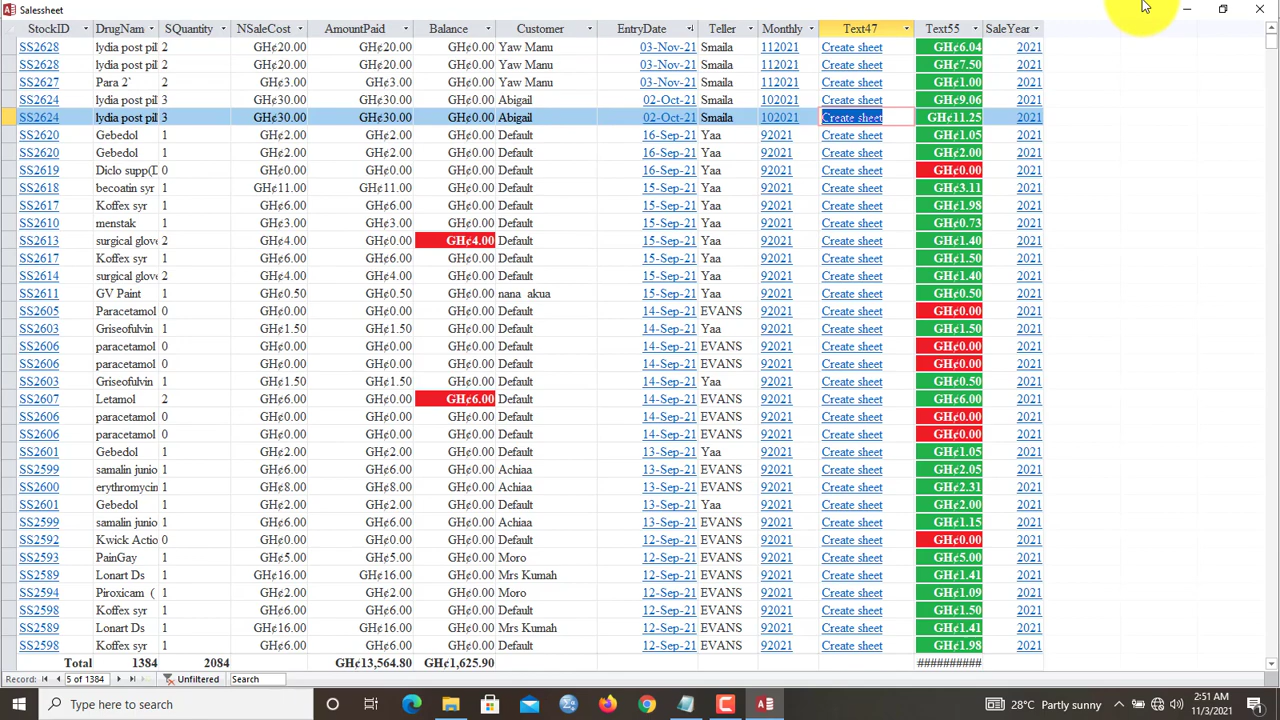 Salessheet
StockID DrugNam SQuantity NSaleCost AmountPaid Balance Customer EntryDate Teller Monthly Text47 Text55 SaleYear
SS2628 lydia post pil 2 GH¢20.00 GH¢20.00 GH¢0.00 Yaw Manu 03-Nov-21 Smaila 112021 Create sheet GH¢6.04 2021
SS2628 lydia post pil 2 GH¢20.00 GH¢20.00 GH¢0.00 Yaw Manu 03-Nov-21 Smaila 112021 Create sheet GH¢7.50 2021
SS2627 Para 2` 2 GH¢3.00 GH¢3.00 GH¢0.00 Yaw Manu 03-Nov-21 Smaila 112021 Create sheet GH¢1.00 2021
SS2624 lydia post pil 3 GH¢30.00 GH¢30.00 GH¢0.00 Abigail 02-Oct-21 Smaila 102021 Create sheet GH¢9.06 2021
SS2624 lydia post pil 3 GH¢30.00 GH¢30.00 GH¢0.00 Abigail 02-Oct-21 Smaila 102021 Create sheet GH¢11.25 2021
SS2620 Gebedol 1 GH¢2.00 GH¢2.00 GH¢0.00 Default 16-Sep-21 Yaa 92021 Create sheet GH¢1.05 2021
SS2620 Gebedol 1 GH¢2.00 GH¢2.00 GH¢0.00 Default 16-Sep-21 Yaa 92021 Create sheet GH¢2.00 2021
SS2619 Diclo supp(D 0 GH¢0.00 GH¢0.00 GH¢0.00 Default 16-Sep-21 Yaa 92021 Create sheet GH¢0.00 2021
SS2618 becoatin syr 1 GH¢11.00 GH¢11.00 GH¢0.00 Default 15-Sep-21 Yaa 92021 Create sheet GH¢3.11 2021
SS2617 Koffex syr 1 GH¢6.00 GH¢6.00 GH¢0.00 Default 15-Sep-21 Yaa 92021 Create sheet GH¢1.98 2021
SS2610 menstak 1 GH¢3.00 GH¢3.00 GH¢0.00 Default 15-Sep-21 Yaa 92021 Create sheet GH¢0.73 2021
SS2613 surgical glove 2 GH¢4.00 GH¢0.00 GH¢4.00 Default 15-Sep-21 Yaa 92021 Create sheet GH¢1.40 2021
SS2617 Koffex syr 1 GH¢6.00 GH¢6.00 GH¢0.00 Default 15-Sep-21 Yaa 92021 Create sheet GH¢1.50 2021
SS2614 surgical glove 2 GH¢4.00 GH¢4.00 GH¢0.00 Default 15-Sep-21 Yaa 92021 Create sheet GH¢1.40 2021
SS2611 GV Paint 1 GH¢0.50 GH¢0.50 GH¢0.00 nana akua 15-Sep-21 Yaa 92021 Create sheet GH¢0.50 2021
SS2605 Paracetamol 0 GH¢0.00 GH¢0.00 GH¢0.00 Default 14-Sep-21 EVANS 92021 Create sheet GH¢0.00 2021
SS2603 Griseofulvin 1 GH¢1.50 GH¢1.50 GH¢0.00 Default 14-Sep-21 Yaa 92021 Create sheet GH¢1.50 2021
SS2606 paracetamol 0 GH¢0.00 GH¢0.00 GH¢0.00 Default 14-Sep-21 EVANS 92021 Create sheet GH¢0.00 2021
SS2606 paracetamol 0 GH¢0.00 GH¢0.00 GH¢0.00 Default 14-Sep-21 EVANS 92021 Create sheet GH¢0.00 2021
SS2603 Griseofulvin 1 GH¢1.50 GH¢1.50 GH¢0.00 Default 14-Sep-21 Yaa 92021 Create sheet GH¢0.50 2021
SS2607 Letamol 2 GH¢6.00 GH¢0.00 GH¢6.00 Default 14-Sep-21 EVANS 92021 Create sheet GH¢6.00 2021
SS2606 paracetamol 0 GH¢0.00 GH¢0.00 GH¢0.00 Default 14-Sep-21 EVANS 92021 Create sheet GH¢0.00 2021
SS2606 paracetamol 0 GH¢0.00 GH¢0.00 GH¢0.00 Default 14-Sep-21 EVANS 92021 Create sheet GH¢0.00 2021
SS2601 Gebedol 1 GH¢2.00 GH¢2.00 GH¢0.00 Default 13-Sep-21 Yaa 92021 Create sheet GH¢1.05 2021
SS2599 samalin junio 1 GH¢6.00 GH¢6.00 GH¢0.00 Achiaa 13-Sep-21 EVANS 92021 Create sheet GH¢2.05 2021
SS2600 erythromycin 1 GH¢8.00 GH¢8.00 GH¢0.00 Default 13-Sep-21 EVANS 92021 Create sheet GH¢2.31 2021
SS2601 Gebedol 1 GH¢2.00 GH¢2.00 GH¢0.00 Default 13-Sep-21 Yaa 92021 Create sheet GH¢2.00 2021
SS2599 samalin junio 1 GH¢6.00 GH¢6.00 GH¢0.00 Achiaa 13-Sep-21 EVANS 92021 Create sheet GH¢1.15 2021
SS2592 Kwick Actio 0 GH¢0.00 GH¢0.00 GH¢0.00 Default 12-Sep-21 EVANS 92021 Create sheet GH¢0.00 2021
SS2593 PainGay 1 GH¢5.00 GH¢5.00 GH¢0.00 Moro 12-Sep-21 EVANS 92021 Create sheet GH¢5.00 2021
SS2589 Lonart Ds 1 GH¢16.00 GH¢16.00 GH¢0.00 Mrs Kumah 12-Sep-21 EVANS 92021 Create sheet GH¢1.41 2021
SS2594 Piroxicam ( 1 GH¢2.00 GH¢2.00 GH¢0.00 Moro 12-Sep-21 EVANS 92021 Create sheet GH¢1.09 2021
SS2598 Koffex syr 1 GH¢6.00 GH¢6.00 GH¢0.00 Default 12-Sep-21 EVANS 92021 Create sheet GH¢1.50 2021
SS2589 Lonart Ds 1 GH¢16.00 GH¢16.00 GH¢0.00 Mrs Kumah 12-Sep-21 EVANS 92021 Create sheet GH¢1.41 2021
SS2598 Koffex syr 1 GH¢6.00 GH¢6.00 GH¢0.00 Default 12-Sep-21 EVANS 92021 Create sheet GH¢1.98 2021
Total 1384 2084 GH¢13,564.80 GH¢1,625.90 ##########
Record: 5 of 1384 Unfiltered Search
Type here to search 28°C Partly sunny 2:51 AM
11/3/2021 1